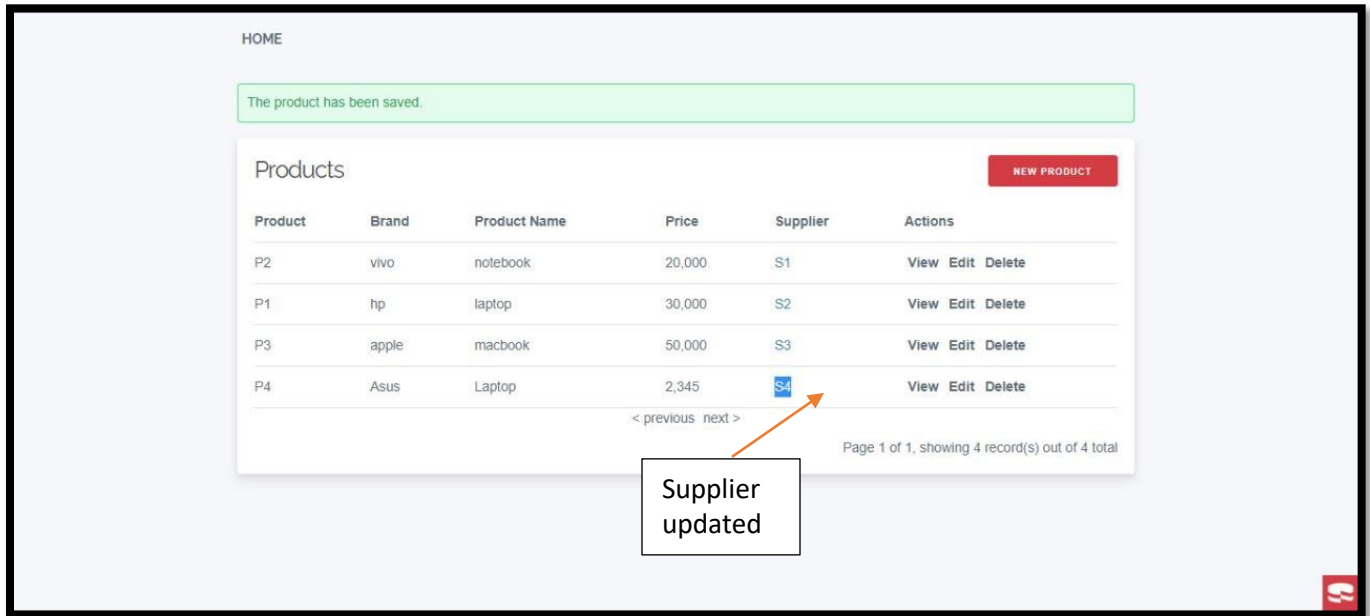 HOME
The product has been saved.
Products
NEW PRODUCT
Product Brand Product Name Price Supplier Actions
P2 vivo notebook 20,000 S1 View Edit Delete
P1 hp laptop 30,000 S2 View Edit Delete
P3 apple macbook 50,000 S3 View Edit Delete
P4 Asus Laptop 2,345 S4 View Edit Delete
< previous next >
Page 1 of 1, showing 4 record(s) out of 4 total
Supplier
updated